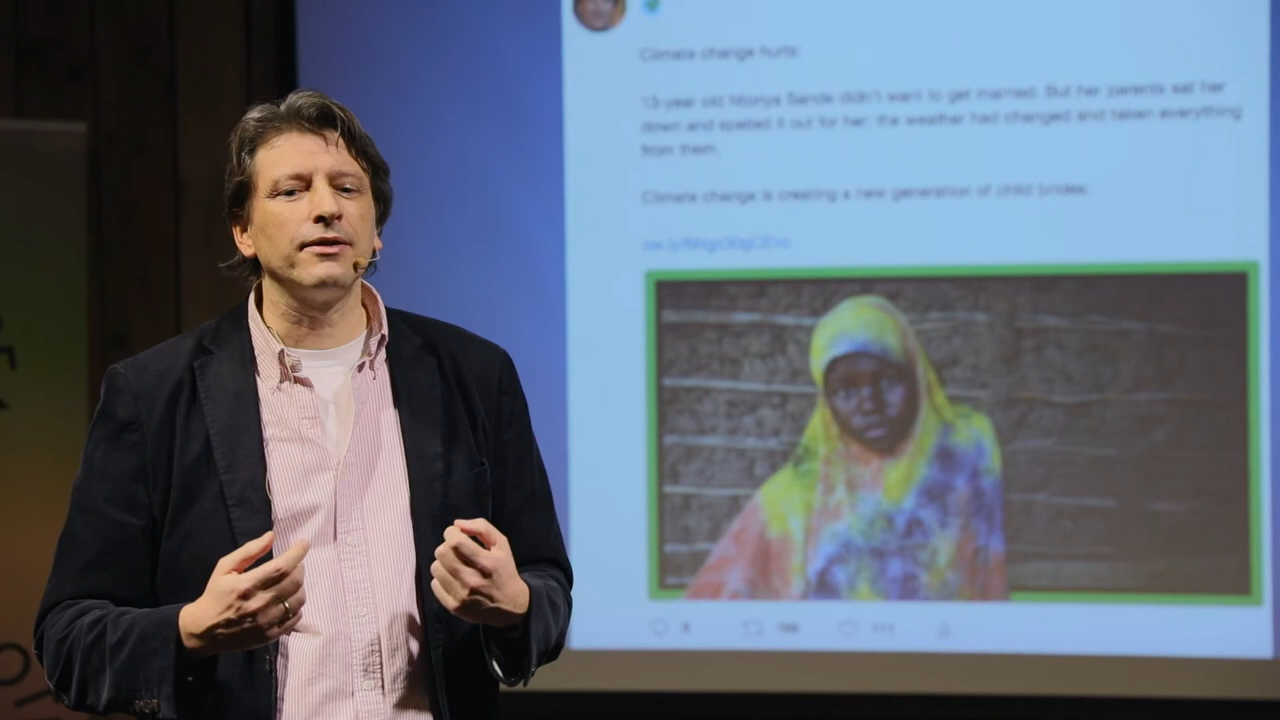 Climate change hurts:
13-year old Ntonya Sande didn't want to get married. But her parents sat her
down and spelled it out for her: the weather had changed and taken everything
from them.
Climate change is creating a new generation of child brides: